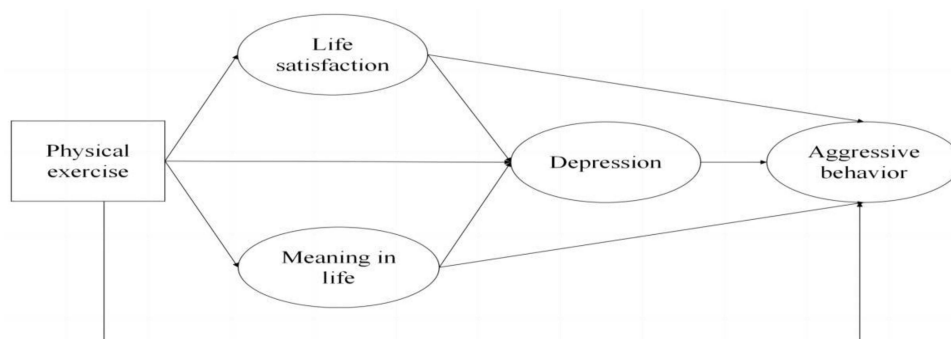 Life
satisfaction
Physical
exercise
Depression
Aggressive
behavior
Meaning in
life